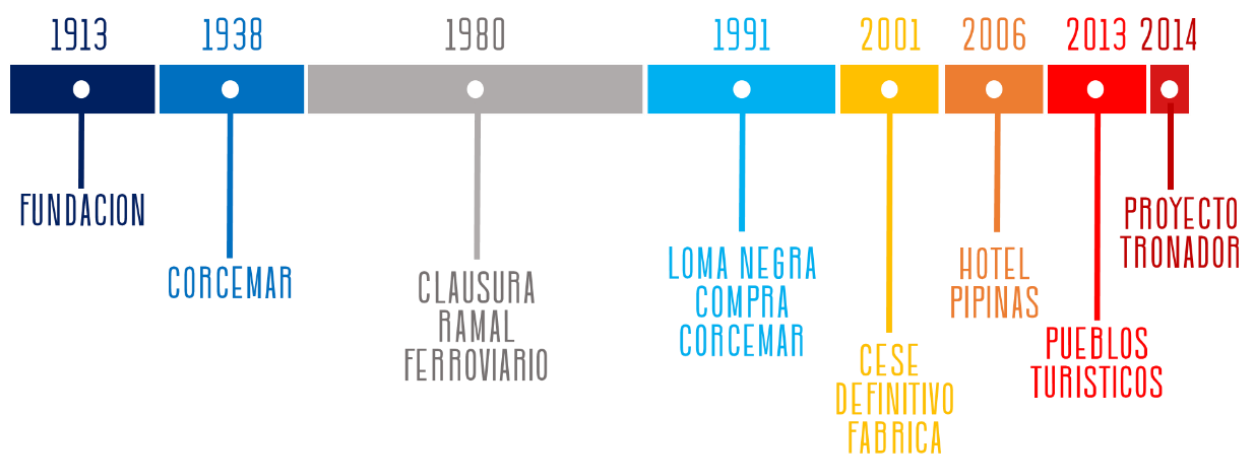 1913
FUNDACION
1938
CORCEMAR
1980
CLAUSURA
RAMAL
FERROVIARIO
1991
LOMA NEGRA
COMPRA
CORCEMAR
2001
CESE
DEFINITIVO
FABRICA
2006
HOTEL
PIPINAS
2013
PUEBLOS
TURISTICOS
2014
PROYECTO
TRONADOR